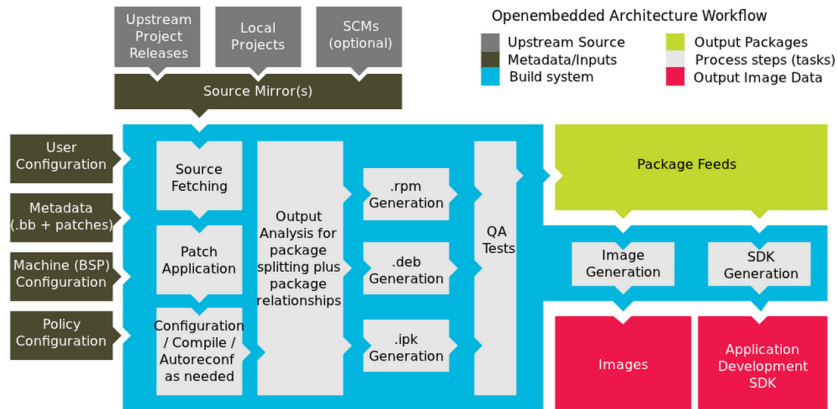 Openembedded Architecture Workflow
Upstream Source
Metadata/Inputs
Build system
Output Packages
Process steps (tasks)
Output Image Data
Upstream
Project
Releases
Local
Projects
SCMs
(optional)
Source Mirror(s)
User
Configuration
Metadata
(.bb + patches)
Machine (BSP)
Configuration
Policy
Configuration
Source
Fetching
Patch
Application
Configuration
/ Compile /
Autoreconf
as needed
Output
Analysis for
package
splitting plus
package
relationships
.rpm
Generation
.deb
Generation
.ipk
Generation
QA
Tests
Package Feeds
Image
Generation
SDK
Generation
Images
Application
Development
SDK